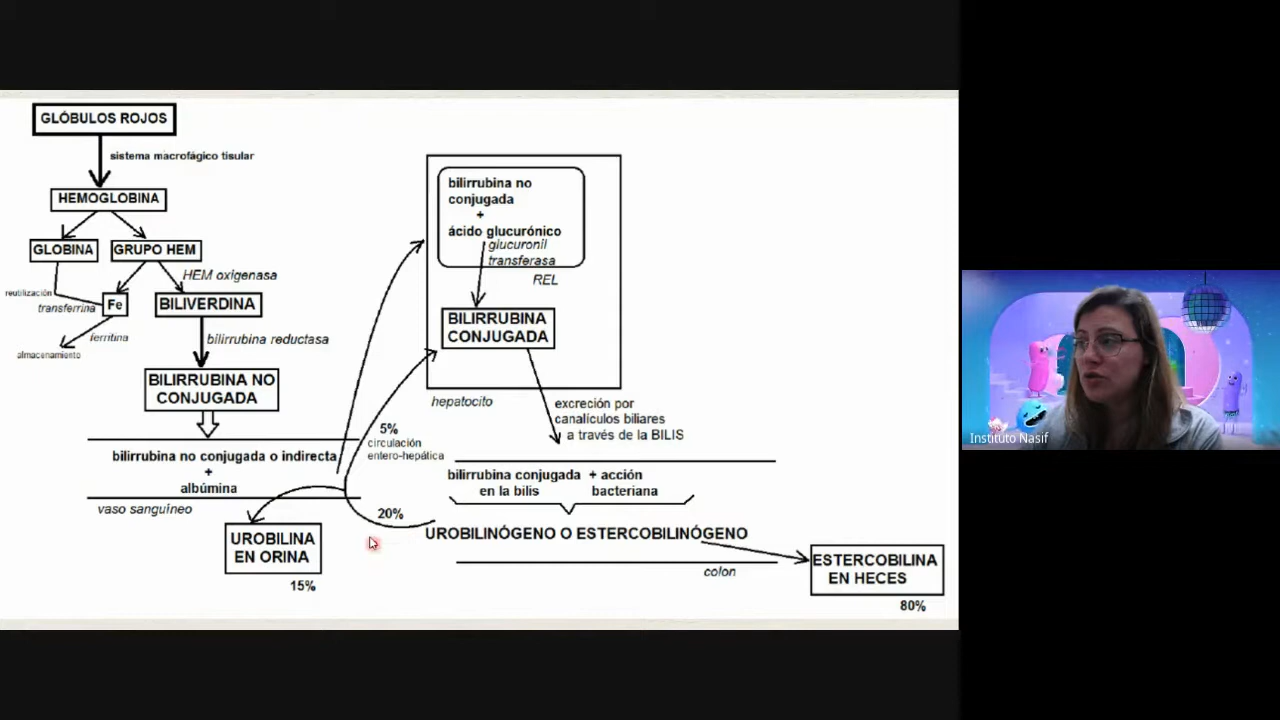 GLÓBULOS ROJOS
sistema macrofágico tisular
HEMOGLOBINA
GLOBINA
GRUPO HEM
HEM oxigenasa
reutilización
transferrina
Fe
BILIVERDINA
ferritina
almacenamiento
bilirrubina reductasa
BILIRRUBINA NO
CONJUGADA
bilirrubina no conjugada o indirecta
+
albúmina
vaso sanguíneo
UROBILINA
EN ORINA
15%
bilirrubina no
conjugada
+
ácido glucurónico
glucuronil
transferasa
REL
BILIRRUBINA
CONJUGADA
hepatocito
5%
circulación
entero-hepática
excreción por
canalículos biliares
a través de la BILIS
bilirrubina conjugada + acción
en la bilis bacteriana
20%
UROBILINÓGENO O ESTERCOBILINÓGENO
colon
ESTERCOBILINA
EN HECES
80%
Instituto Nasif